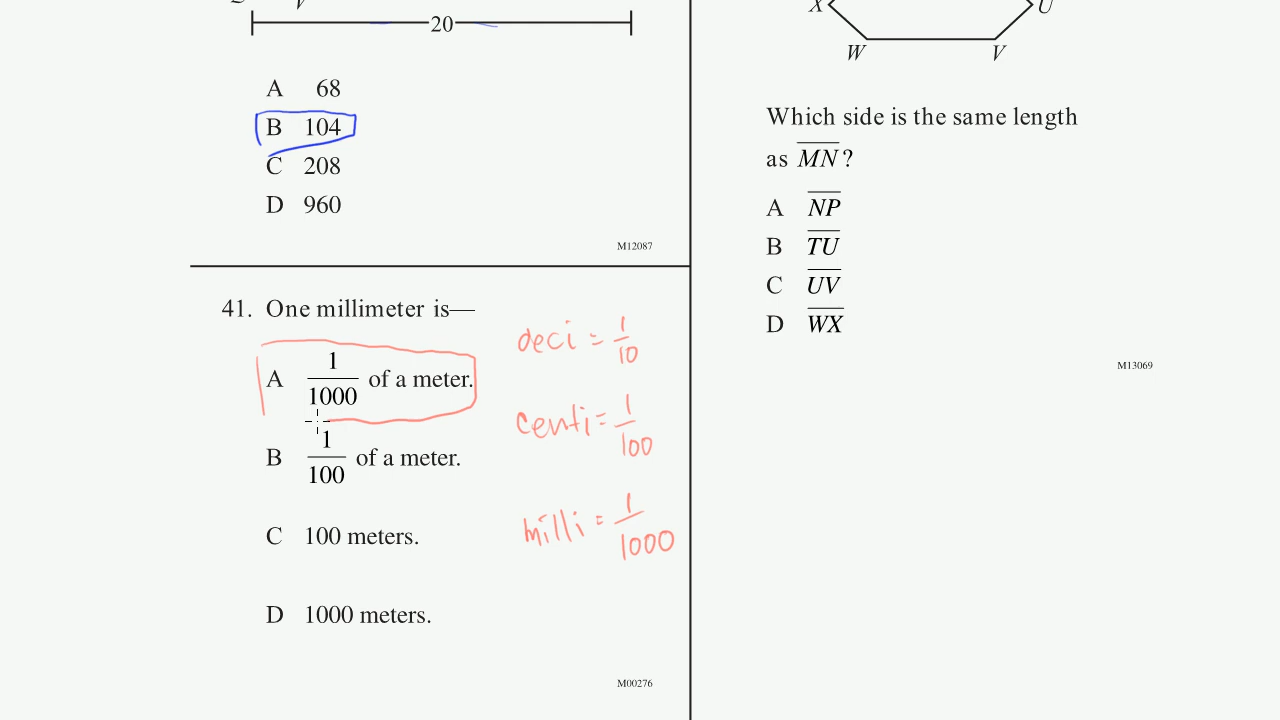 V
20
A 68
B 104
C 208
D 960
M12087
41. One millimeter is—
A 1/1000 of a meter.
B 1/100 of a meter.
C 100 meters.
D 1000 meters.
M00276
deci = 1/10
centi = 1/100
milli = 1/1000
X U
W V
Which side is the same length
as MN?
A NP
B TU
C UV
D WX
M13069